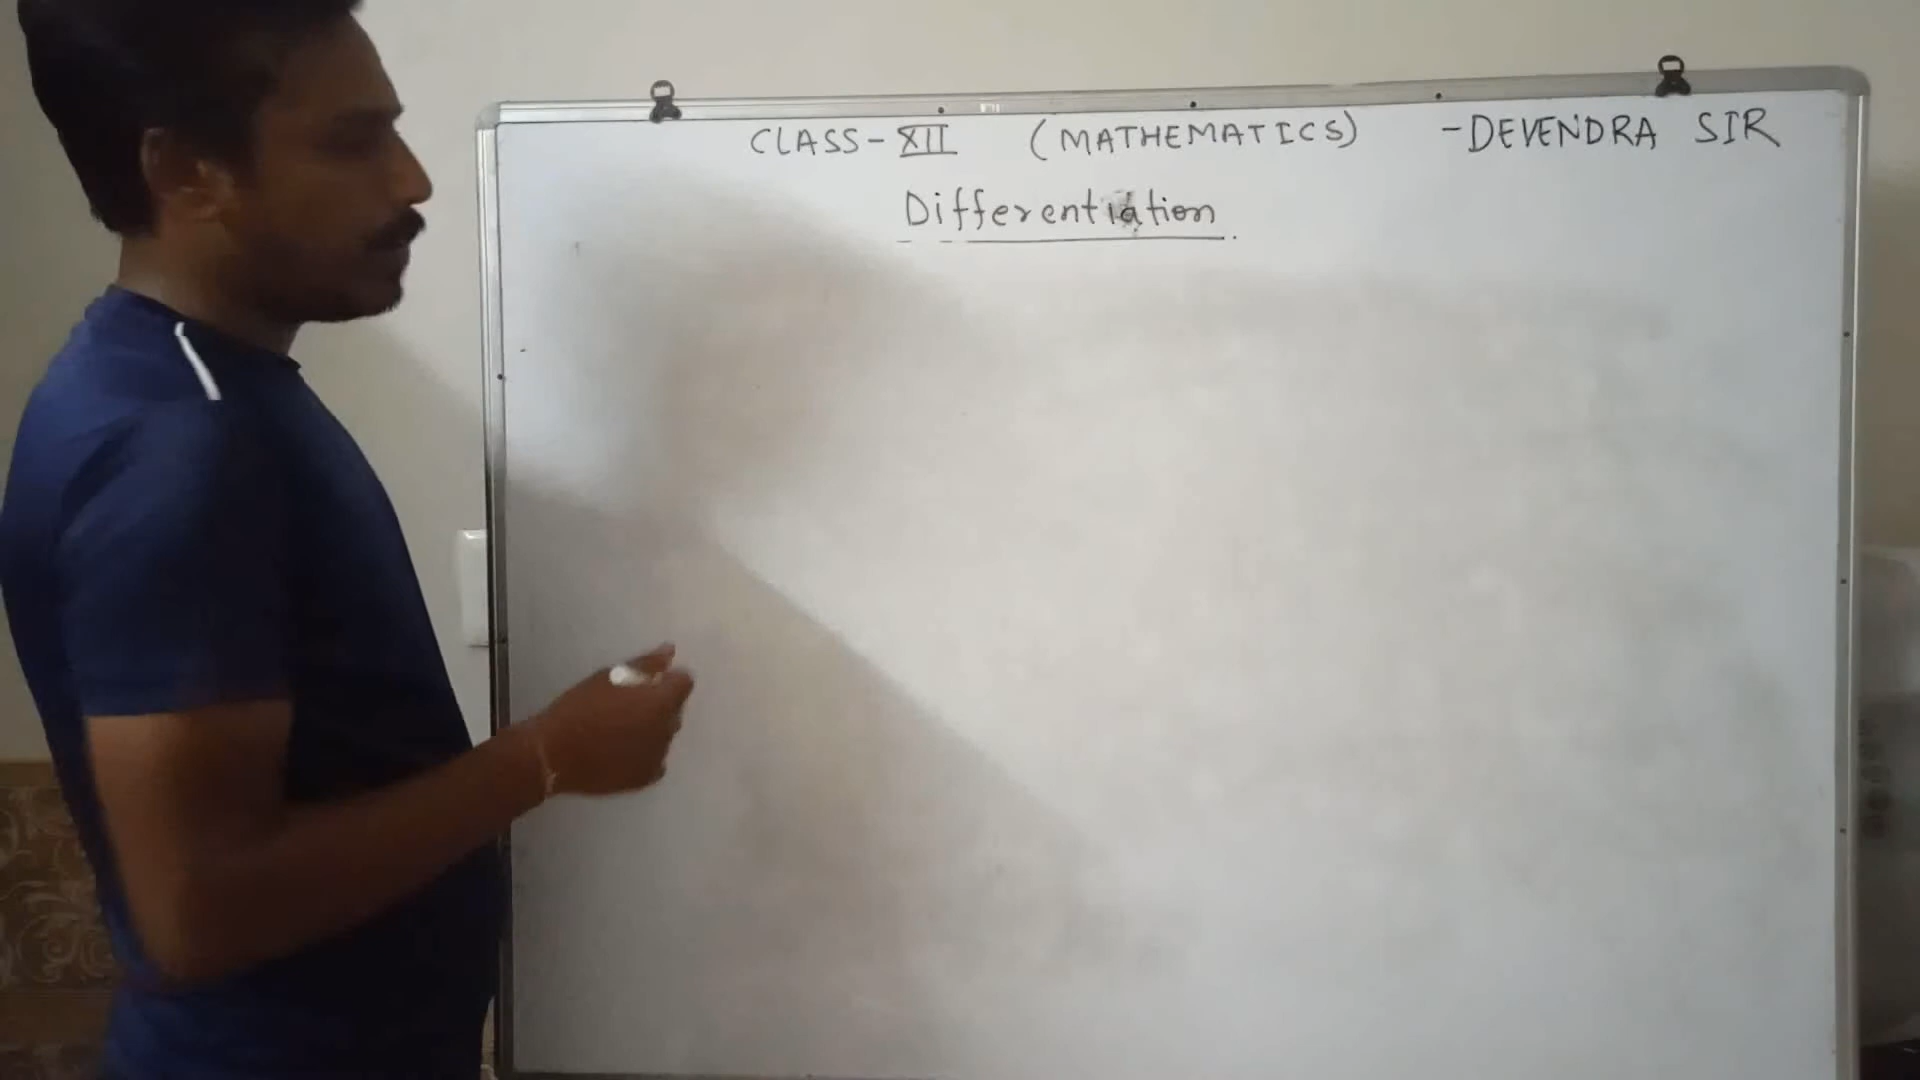 CLASS-XII (MATHEMATICS) -DEVENDRA SIR
Differentiation.